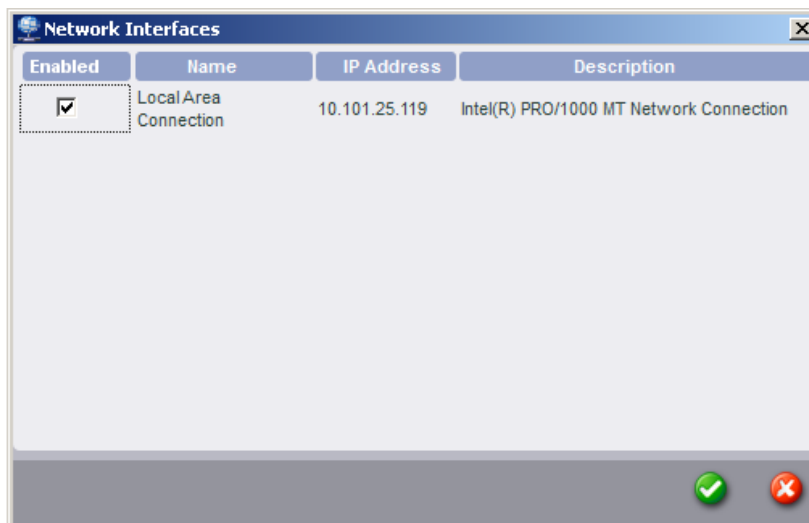 Network Interfaces
Enabled Name IP Address Description
Local Area
Connection
10.101.25.119 Intel(R) PRO/1000 MT Network Connection